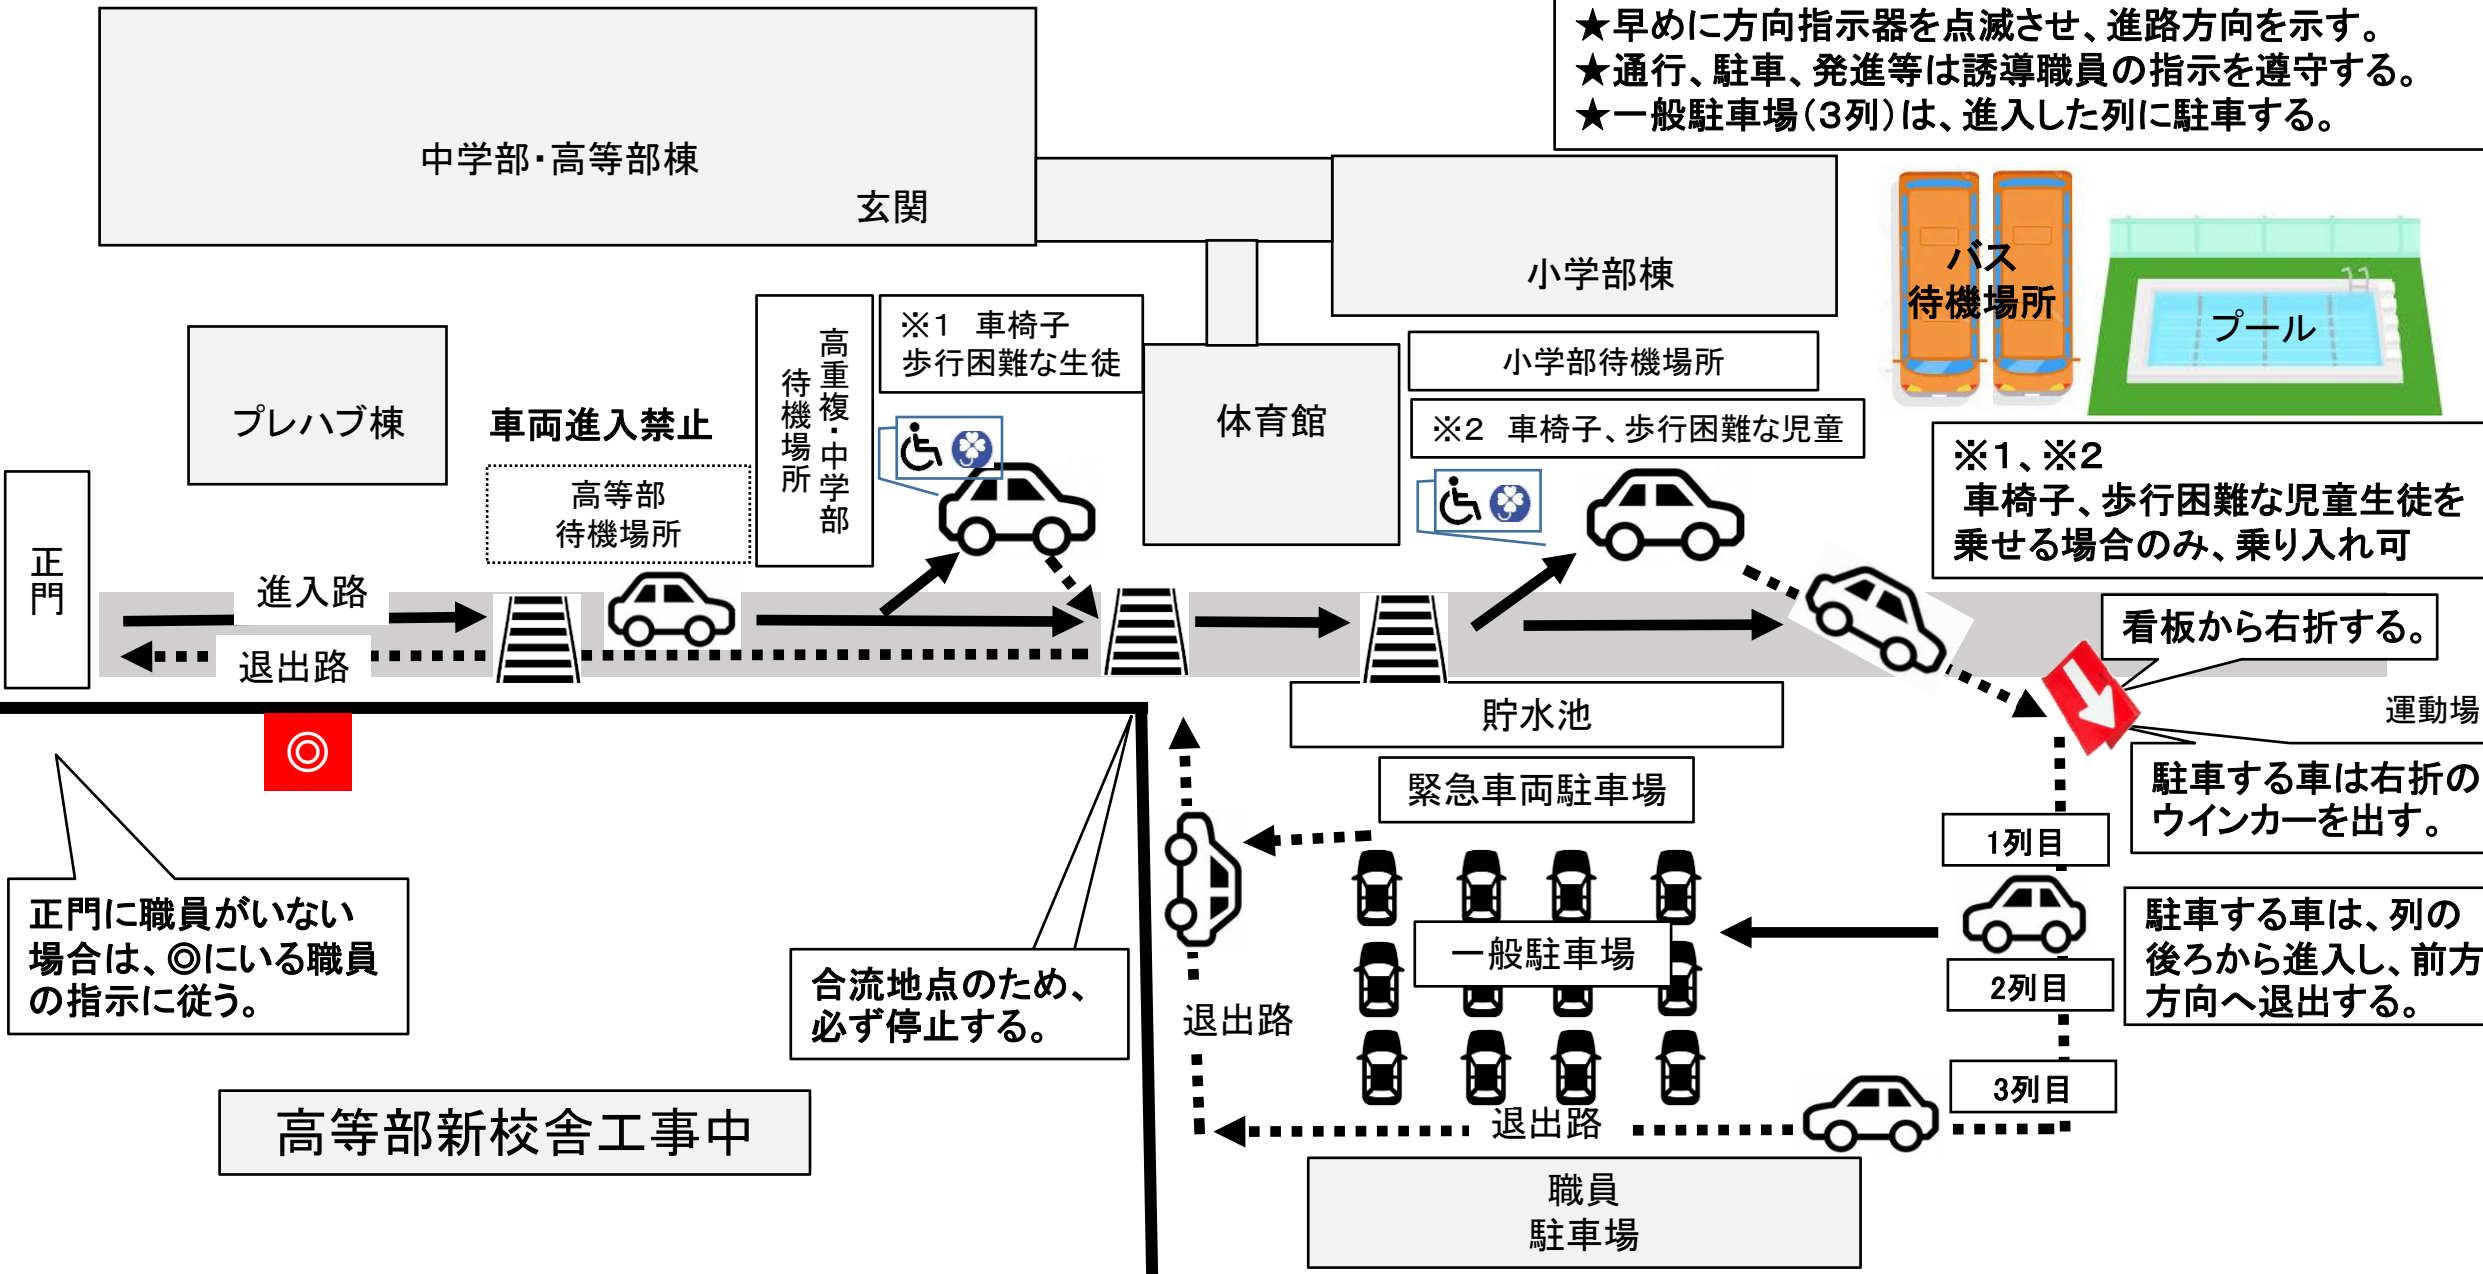 ★早めに方向指示器を点滅させ、進路方向を示す。
★通行、駐車、発進等は誘導職員の指示を遵守する。
★一般駐車場(3列)は、進入した列に駐車する。
中学部・高等部棟
玄関
小学部棟
バス
待機場所
プール
プレハブ棟
車両進入禁止
高等部
待機場所
高重複・中学部
待機場所
※1 車椅子
歩行困難な生徒
体育館
小学部待機場所
※2 車椅子、歩行困難な児童
※1、※2
車椅子、歩行困難な児童生徒を
乗せる場合のみ、乗り入れ可
正門
進入路
退出路
看板から右折する。
運動場
貯水池
緊急車両駐車場
駐車する車は右折の
ウインカーを出す。
◎
1列目
正門に職員がいない
場合は、◎にいる職員
の指示に従う。
合流地点のため、
必ず停止する。
退出路
一般駐車場
2列目
駐車する車は、列の
後ろから進入し、前方
方向へ退出する。
3列目
退出路
高等部新校舎工事中
職員
駐車場